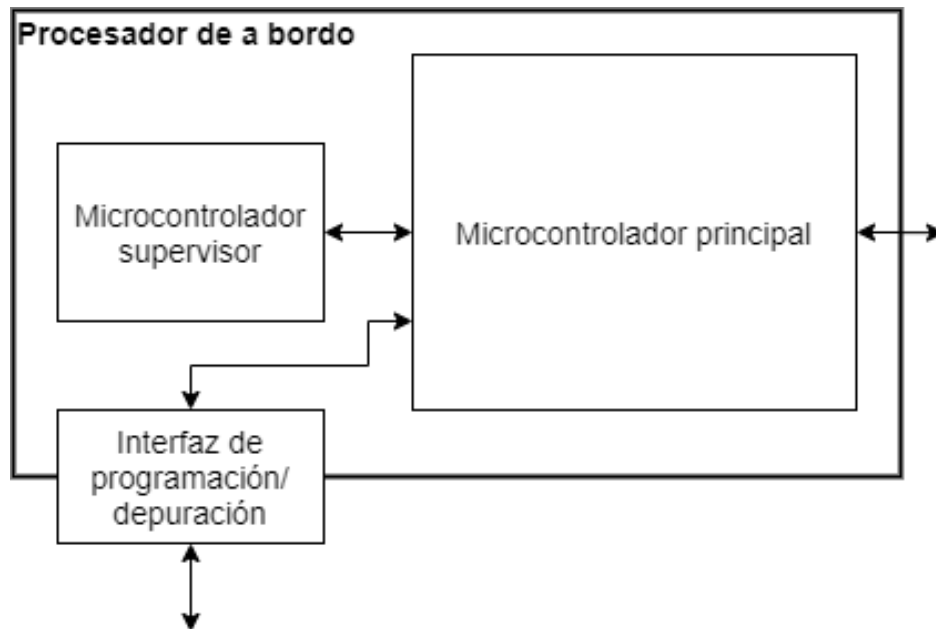 Procesador de a bordo
Microcontrolador
supervisor
Microcontrolador principal
Interfaz de
programación/
depuración